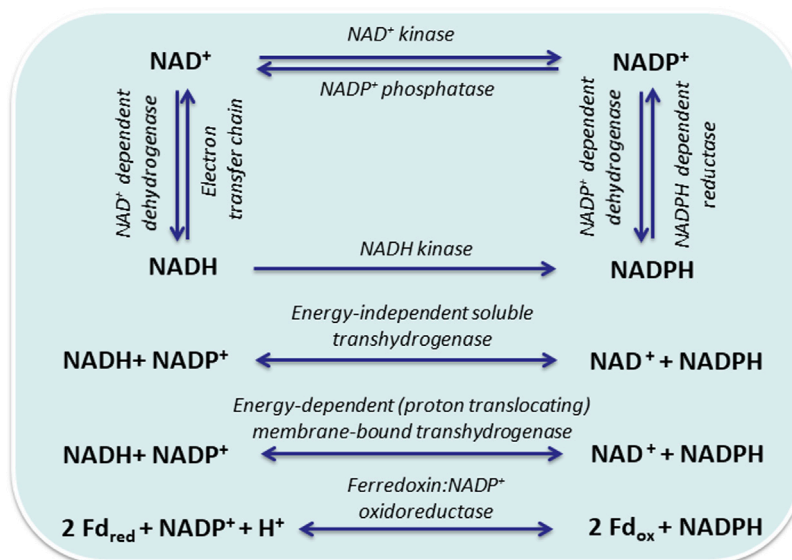 NAD⁺ kinase
NAD⁺
NADP⁺
NADP⁺ phosphatase
NAD⁺ dependent
dehydrogenase
Electron
transfer chain
NADP⁺ dependent
dehydrogenase
NADPH dependent
reductase
NADH kinase
NADH
NADPH
Energy-independent soluble
transhydrogenase
NADH+ NADP⁺
NAD⁺ + NADPH
Energy-dependent (proton translocating)
membrane-bound transhydrogenase
NADH+ NADP⁺
NAD⁺ + NADPH
Ferredoxin:NADP⁺
oxidoreductase
2 Fd_red + NADP⁺ + H⁺
2 Fd_ox + NADPH